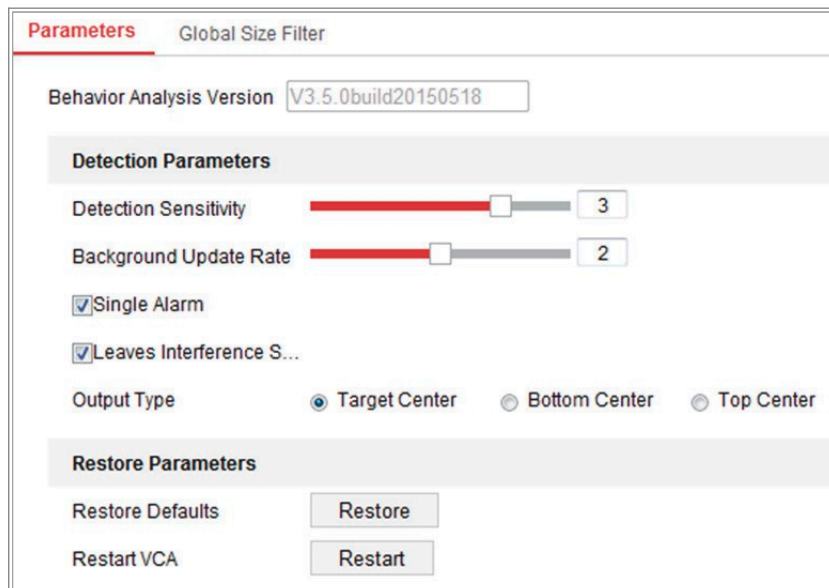 Parameters Global Size Filter
Behavior Analysis Version V3.5.0build20150518
Detection Parameters
Detection Sensitivity 3
Background Update Rate 2
Single Alarm
Leaves Interference S...
Output Type Target Center Bottom Center Top Center
Restore Parameters
Restore Defaults Restore
Restart VCA Restart